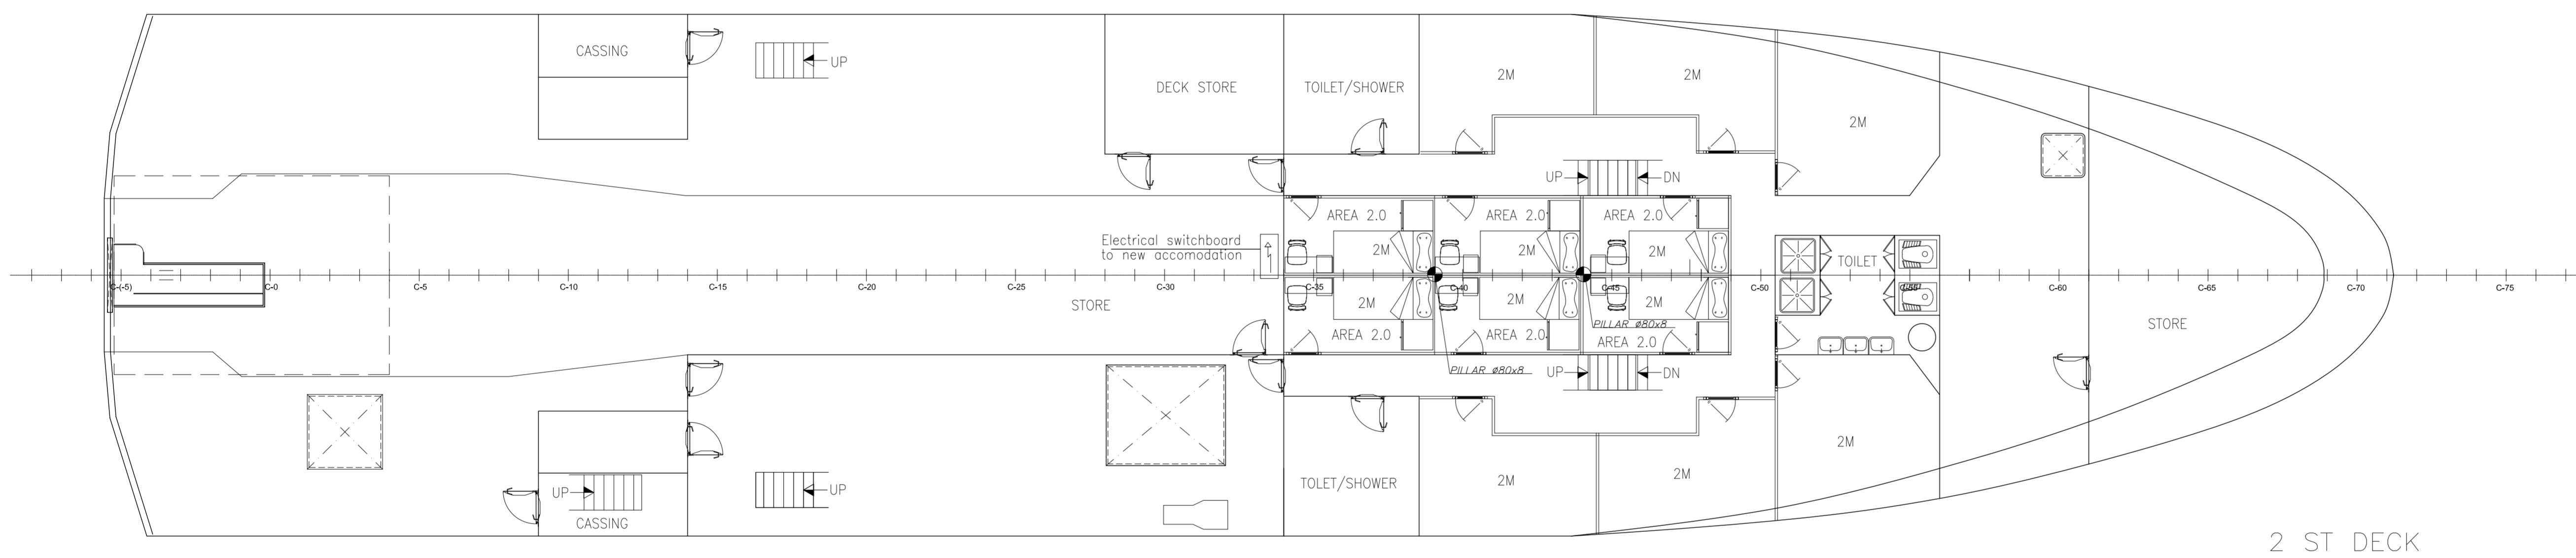 CASSING
UP
DECK STORE
TOILET/SHOWER
2M
2M
2M
UP
DN
AREA 2.0
AREA 2.0
AREA 2.0
Electrical switchboard
to new accomodation
2M
2M
2M
TOILET
C-(-5)
C-0
C-5
C-10
C-15
C-20
C-25
C-30
C-35
C-40
C-45
C-50
C-55
C-60
C-65
C-70
C-75
STORE
2M
2M
2M
STORE
AREA 2.0
AREA 2.0
PILLAR ø80x8
AREA 2.0
PILLAR ø80x8
UP
DN
2M
TOLET/SHOWER
2M
2M
UP
UP
CASSING
2 ST DECK